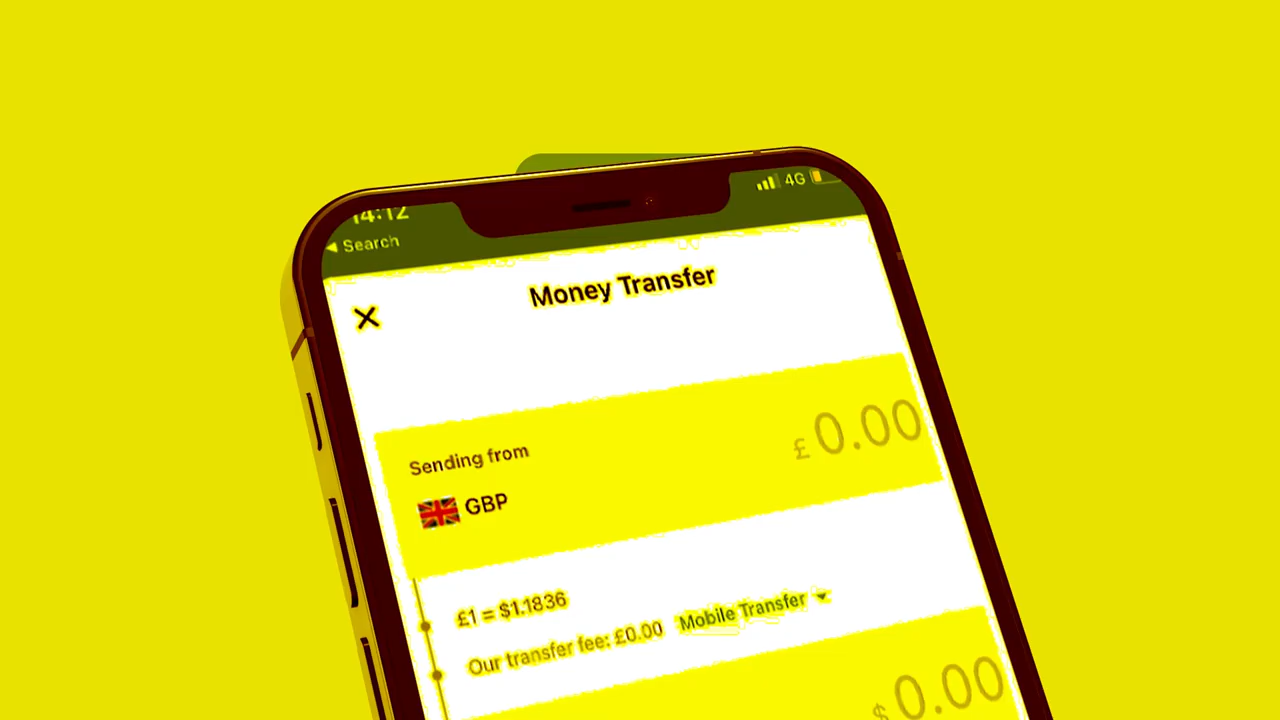 14:12
4G
◀ Search
Money Transfer
Sending from
£ 0.00
GBP
£1 = $1.1836
Our transfer fee: £0.00 Mobile Transfer
$ 0.00